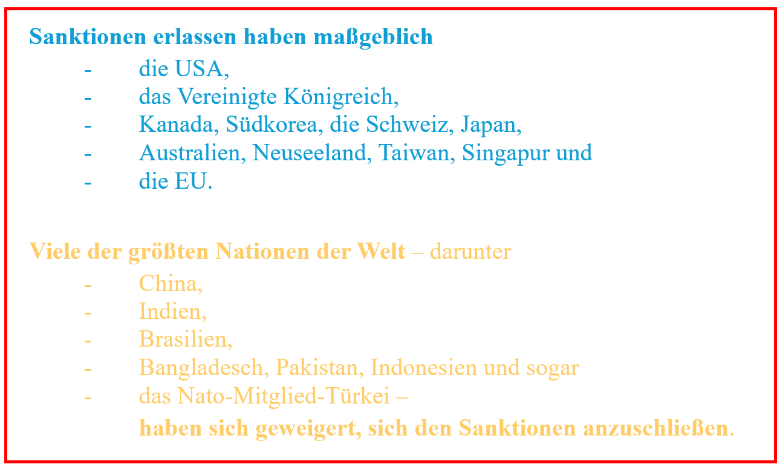 Sanktionen erlassen haben maßgeblich
- die USA,
- das Vereinigte Königreich,
- Kanada, Südkorea, die Schweiz, Japan,
- Australien, Neuseeland, Taiwan, Singapur und
- die EU.
Viele der größten Nationen der Welt – darunter
- China,
- Indien,
- Brasilien,
- Bangladesch, Pakistan, Indonesien und sogar
- das Nato-Mitglied-Türkei –
haben sich geweigert, sich den Sanktionen anzuschließen.